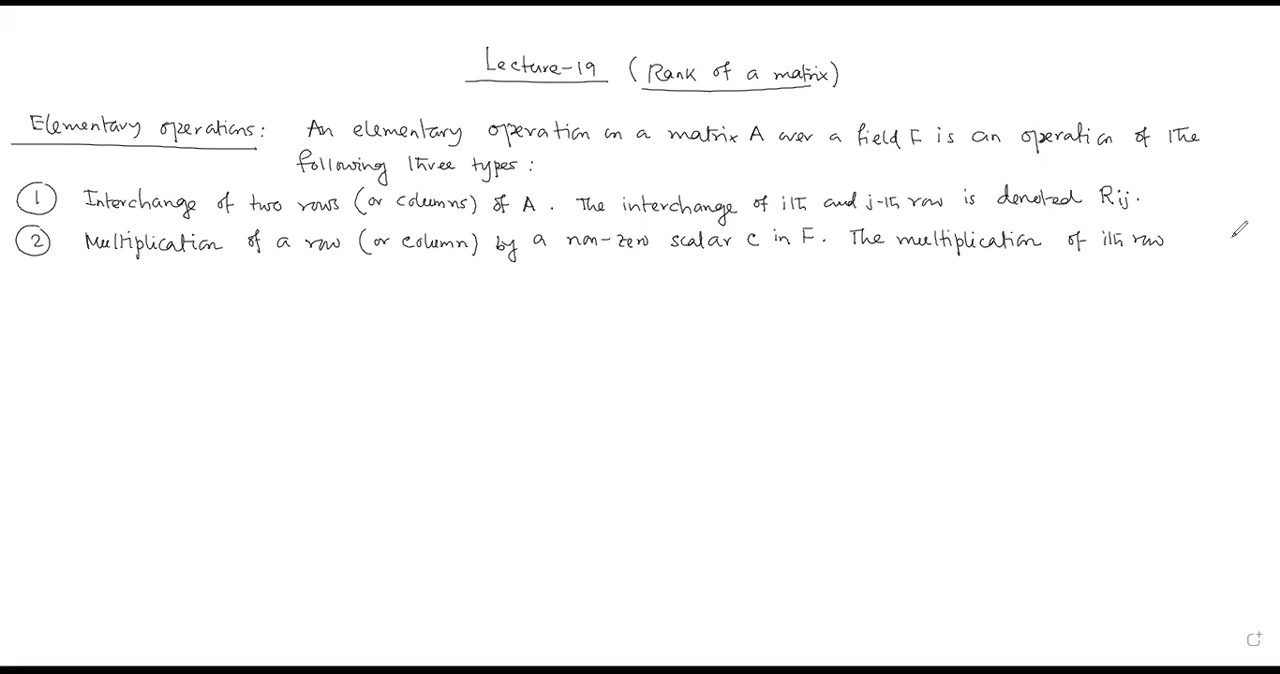 Lecture-19 (Rank of a matrix)
Elementary operations: An elementary operation on a matrix A over a field F is an operation of the
following three types:
1 Interchange of two rows (or columns) of A. The interchange of ith and j-th row is denoted Rij.
2 Multiplication of a row (or column) by a non-zero scalar c in F. The multiplication of ith row